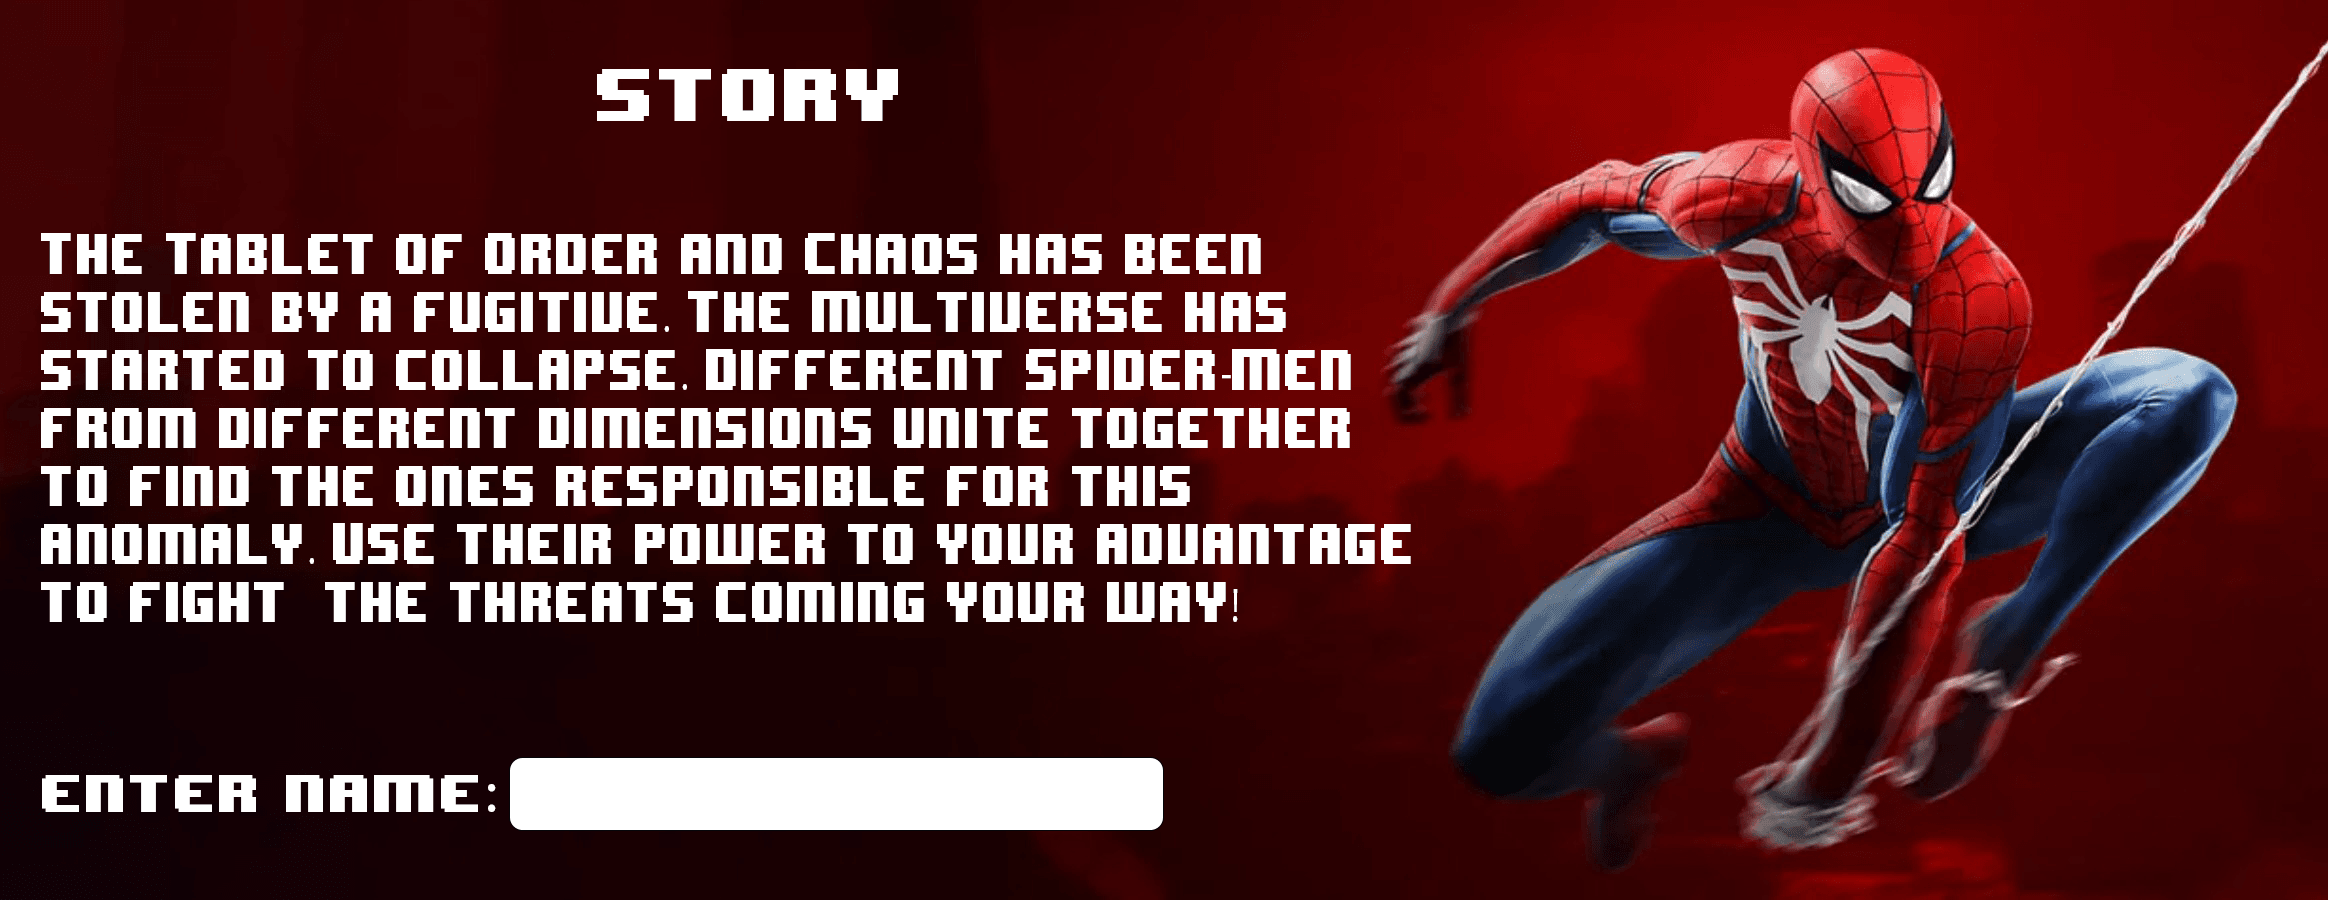 STORY
The Tablet of Order and Chaos has been
stolen by a fugitive. The Multiverse has
started to collapse. Different Spider-Men
from different dimensions unite together
to find the ones responsible for this
anomaly. Use their power to your advantage
to fight  the threats coming your way!
ENTER NAME: